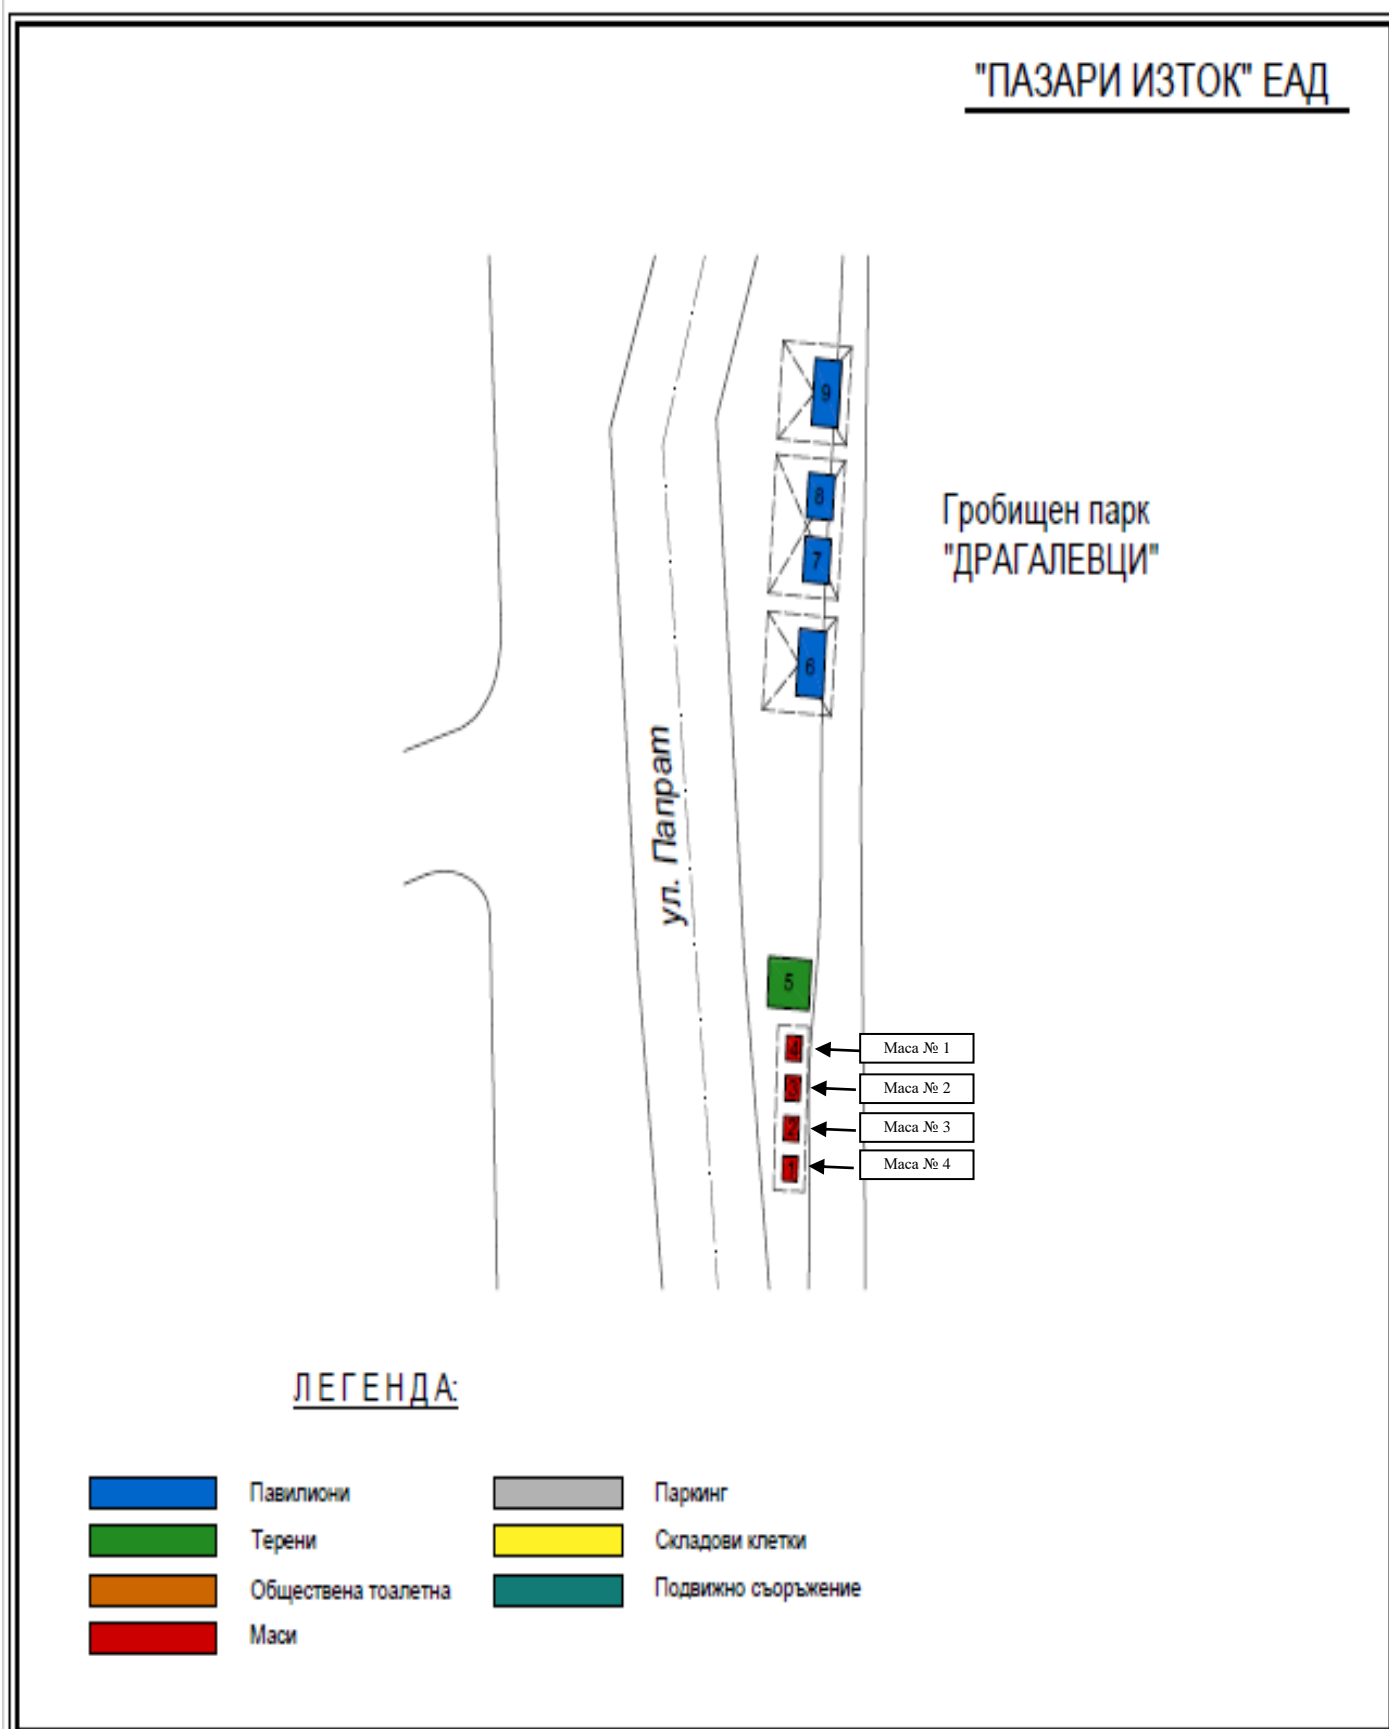 "ПАЗАРИ ИЗТОК" ЕАД
9
8
7
Гробищен парк
"ДРАГАЛЕВЦИ"
6
ул. Папрат
5
4 Маса № 1
3 Маса № 2
2 Маса № 3
1 Маса № 4
ЛЕГЕНДА:
Павилиони Паркинг
Терени Складови клетки
Обществена тоалетна Подвижно съоръжение
Маси